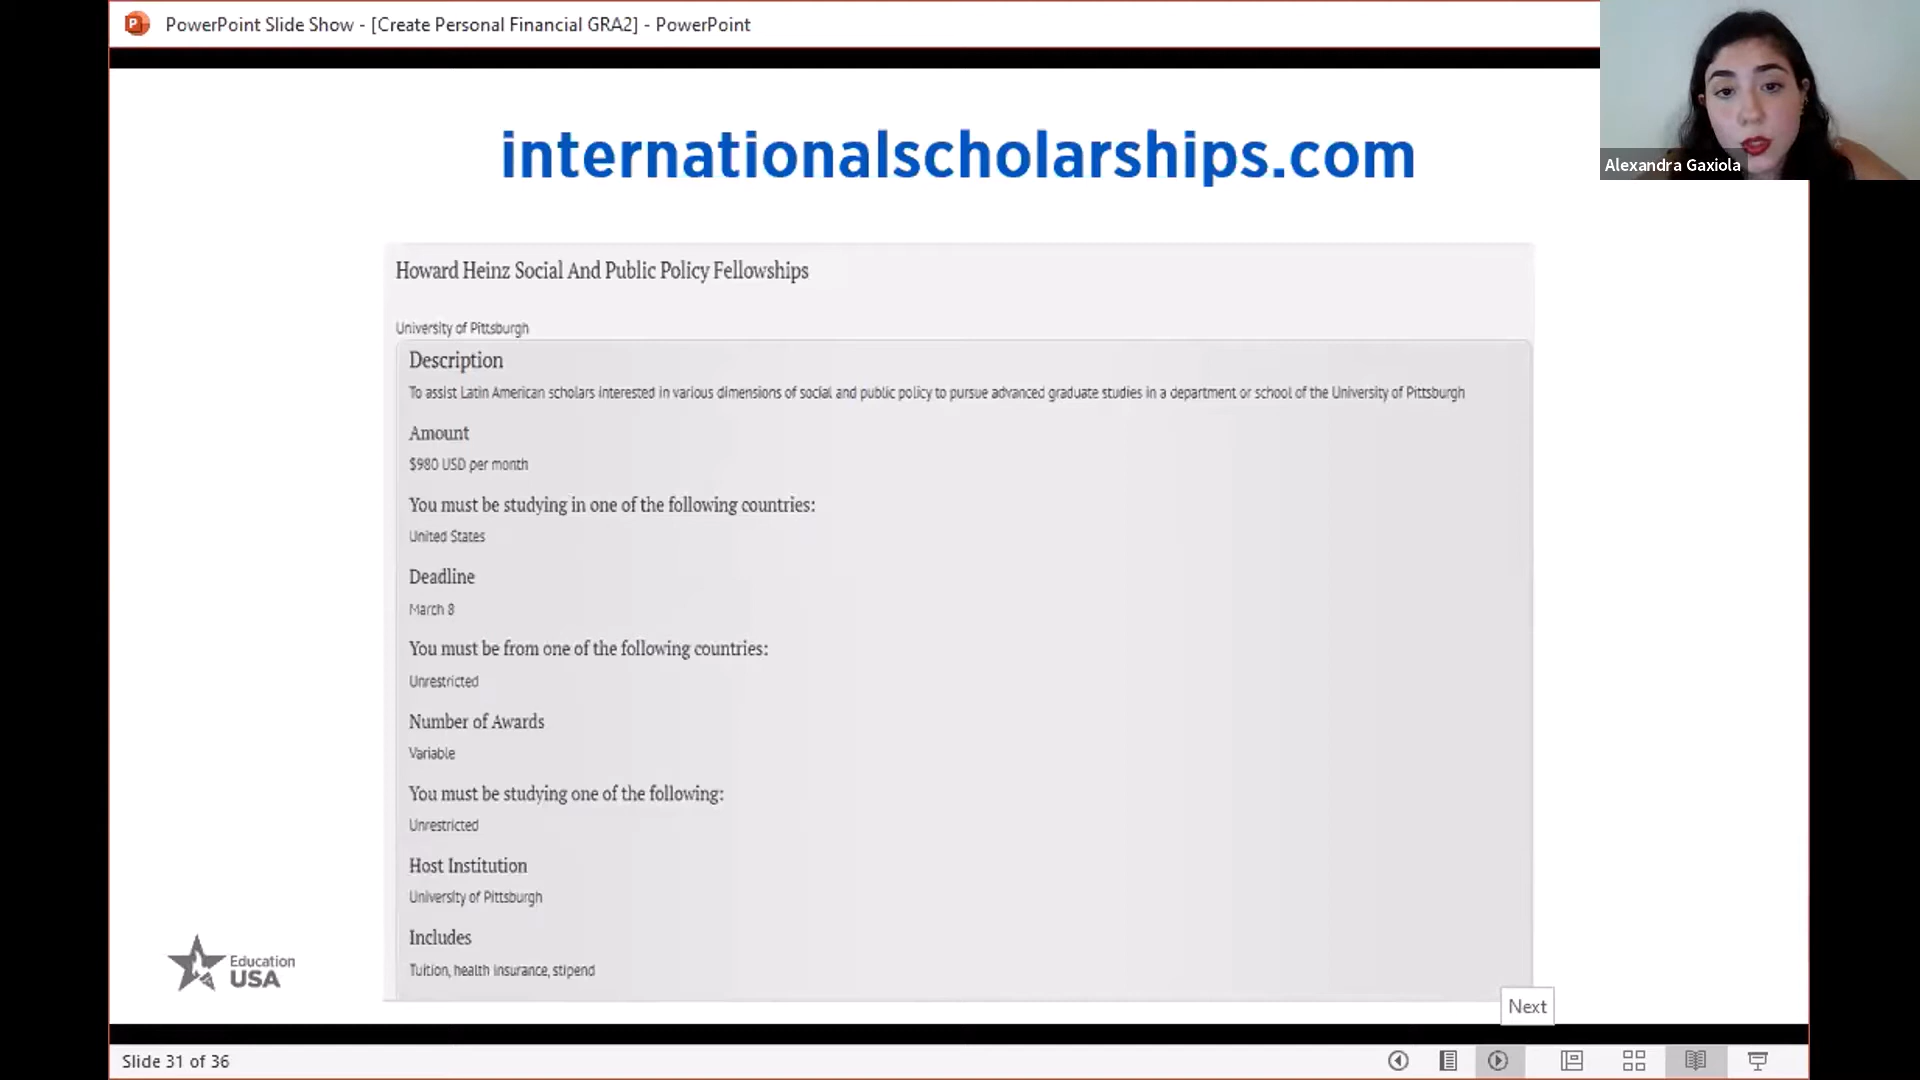 PowerPoint Slide Show - [Create Personal Financial GRA2] - PowerPoint
Alexandra Gaxiola
internationalscholarships.com
Howard Heinz Social And Public Policy Fellowships
University of Pittsburgh
Description
To assist Latin American scholars interested in various dimensions of social and public policy to pursue advanced graduate studies in a department or school of the University of Pittsburgh
Amount
$980 USD per month
You must be studying in one of the following countries:
United States
Deadline
March 8
You must be from one of the following countries:
Unrestricted
Number of Awards
Variable
You must be studying one of the following:
Unrestricted
Host Institution
University of Pittsburgh
Includes
Tuition, health insurance, stipend
Education
USA
Next
Slide 31 of 36